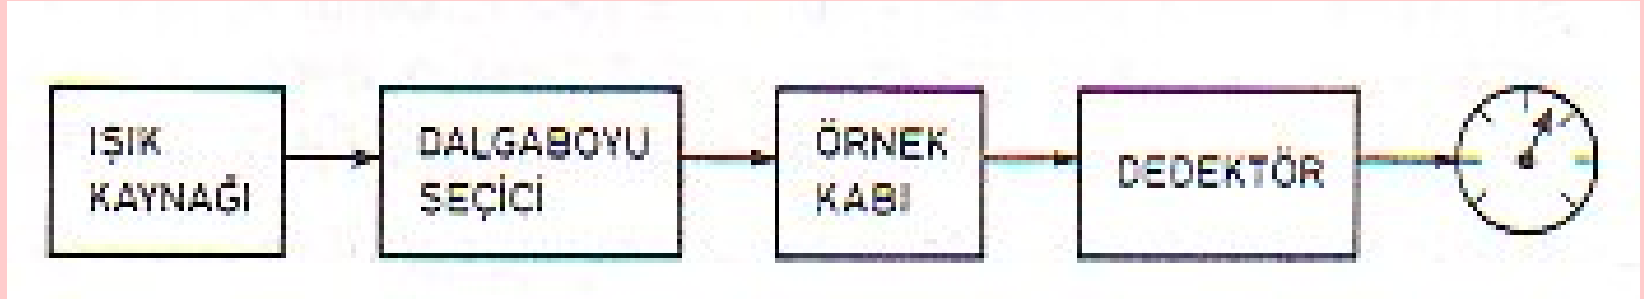 IŞIK
KAYNAĞI
DALGABOYU
SEÇİCİ
ÖRNEK
KABI
DEDEKTÖR